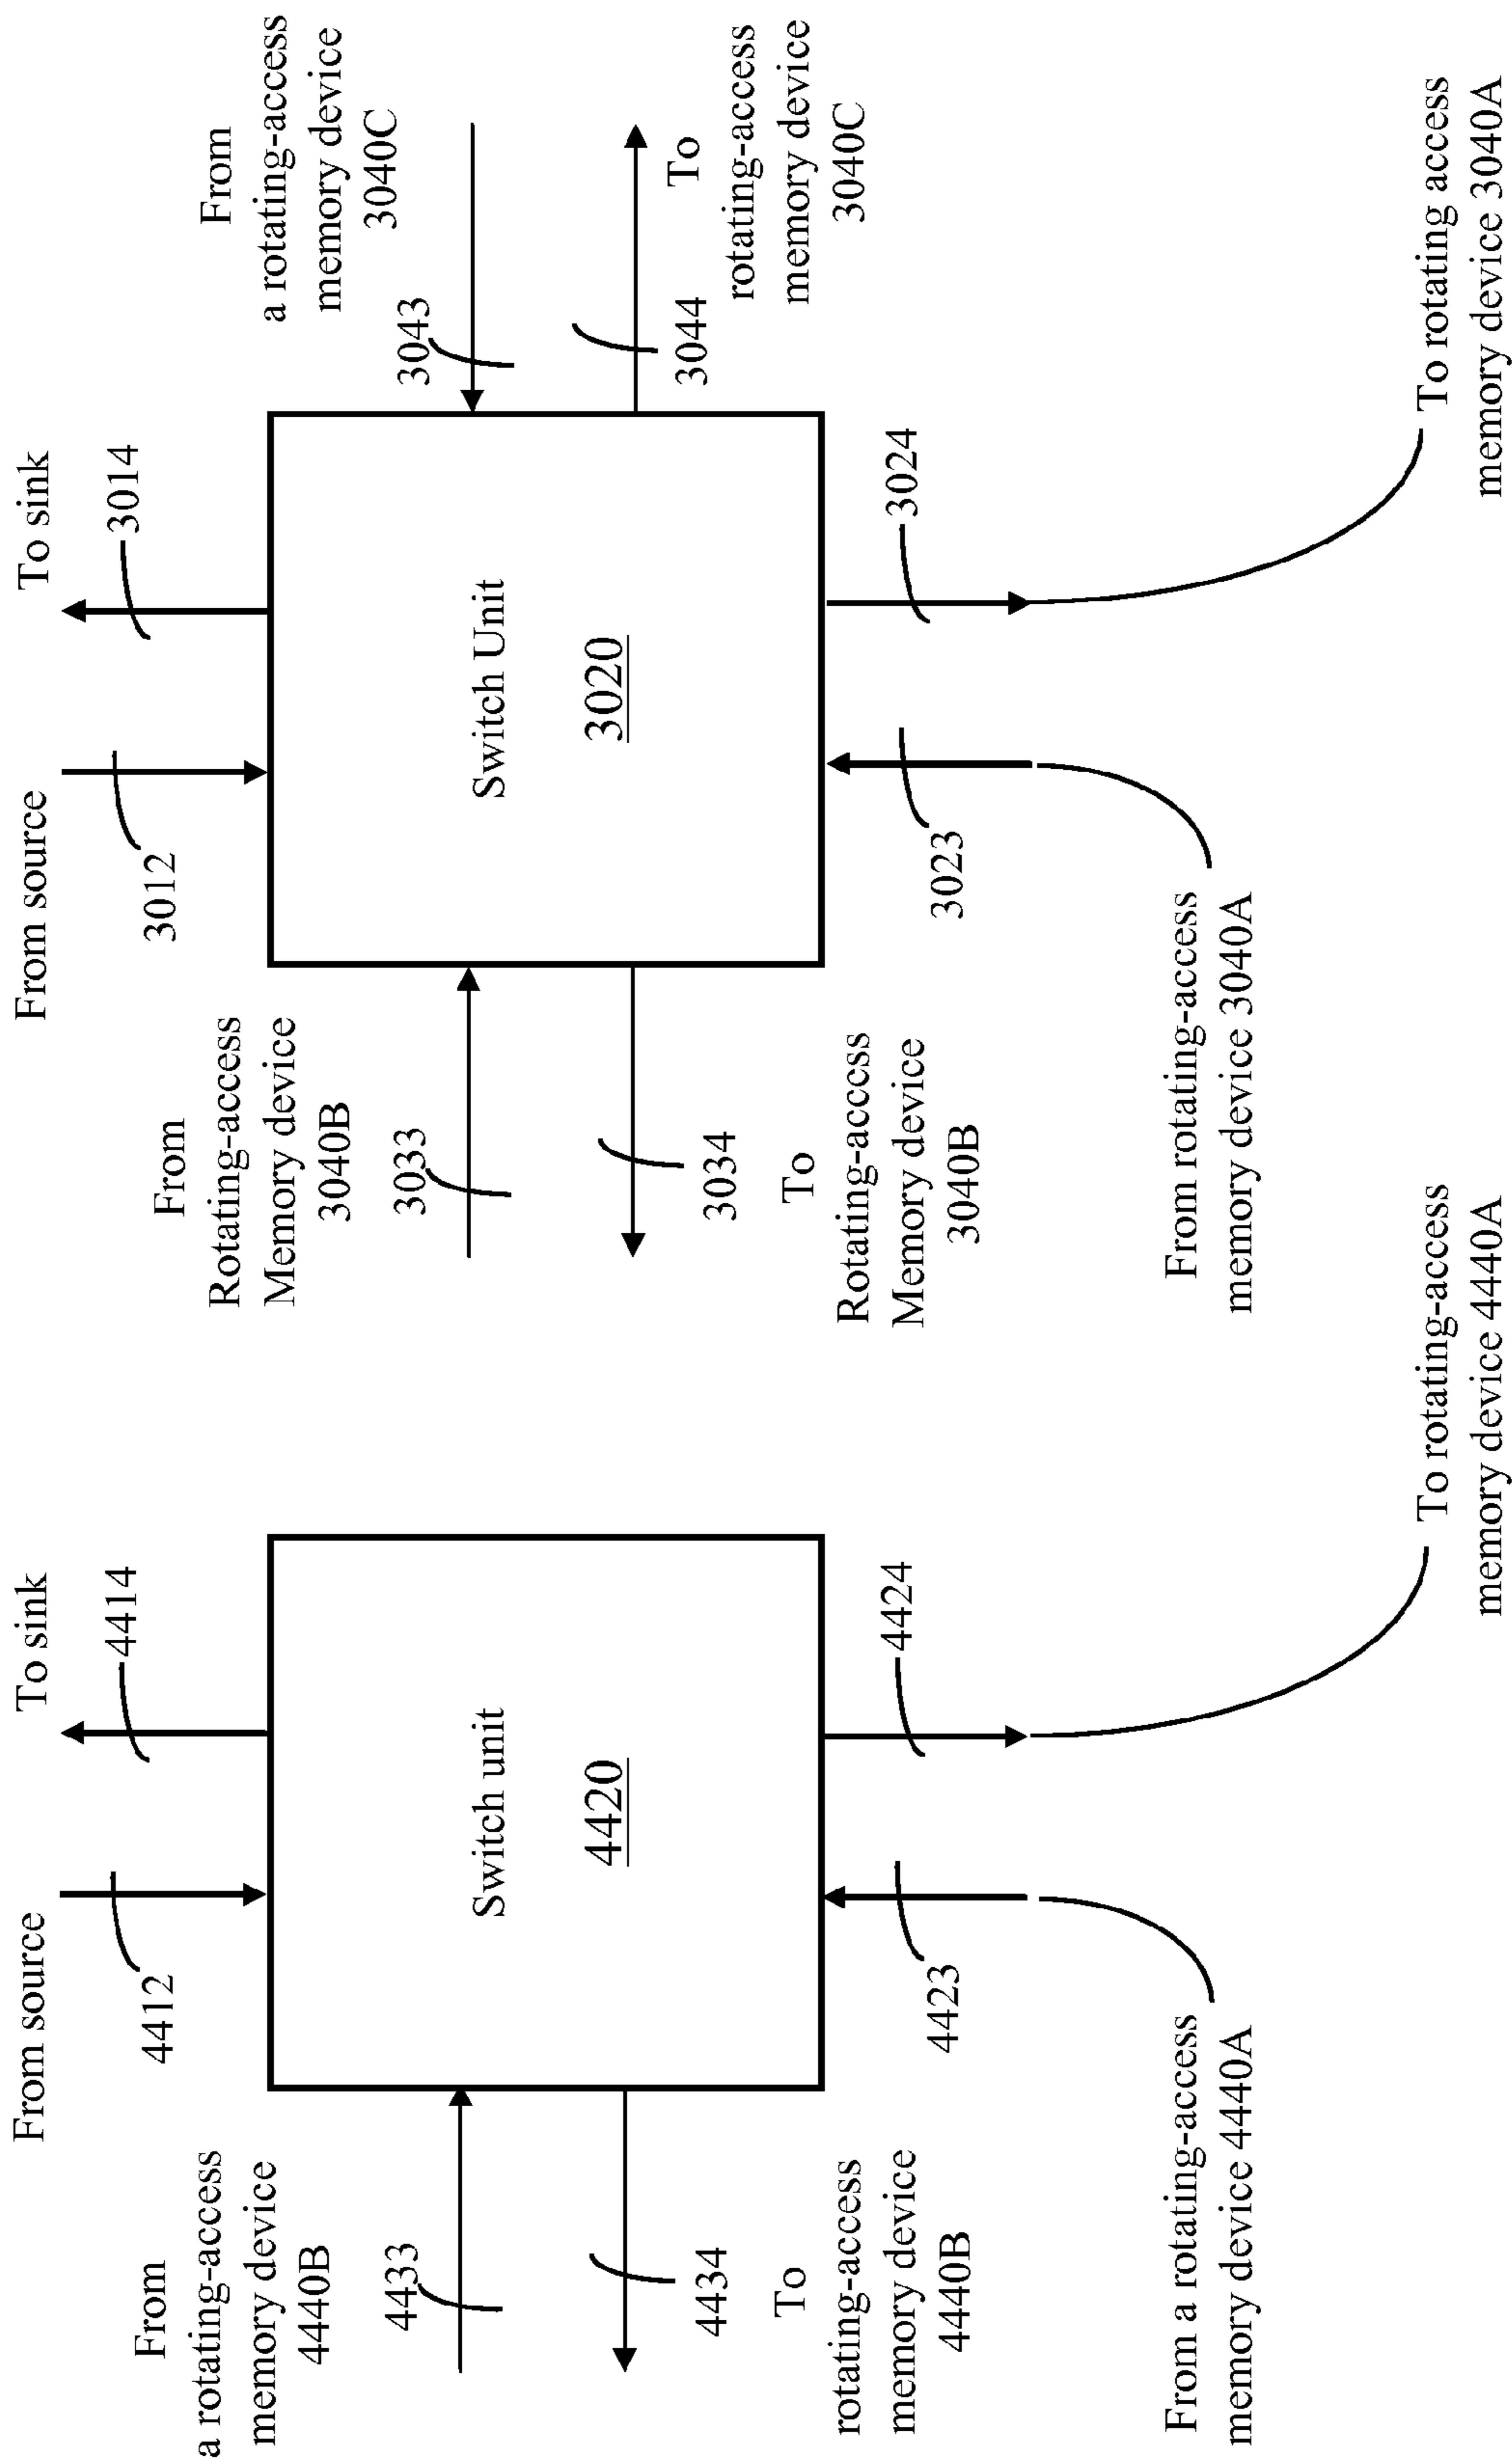 From source
To sink
4412
4414
From
a rotating-access
memory device
4440B
4433
Switch unit
4420
4434
To
rotating-access
memory device
4440B
4423
4424
From a rotating-access
memory device 4440A
To rotating-access
memory device 4440A
From source
To sink
3012
3014
From
Rotating-access
Memory device
3040B
3033
Switch Unit
3020
From
a rotating-access
memory device
3040C
3043
3044
To
rotating-access
memory device
3040C
3034
To
Rotating-access
Memory device
3040B
3023
3024
From rotating-access
memory device 3040A
To rotating access
memory device 3040A